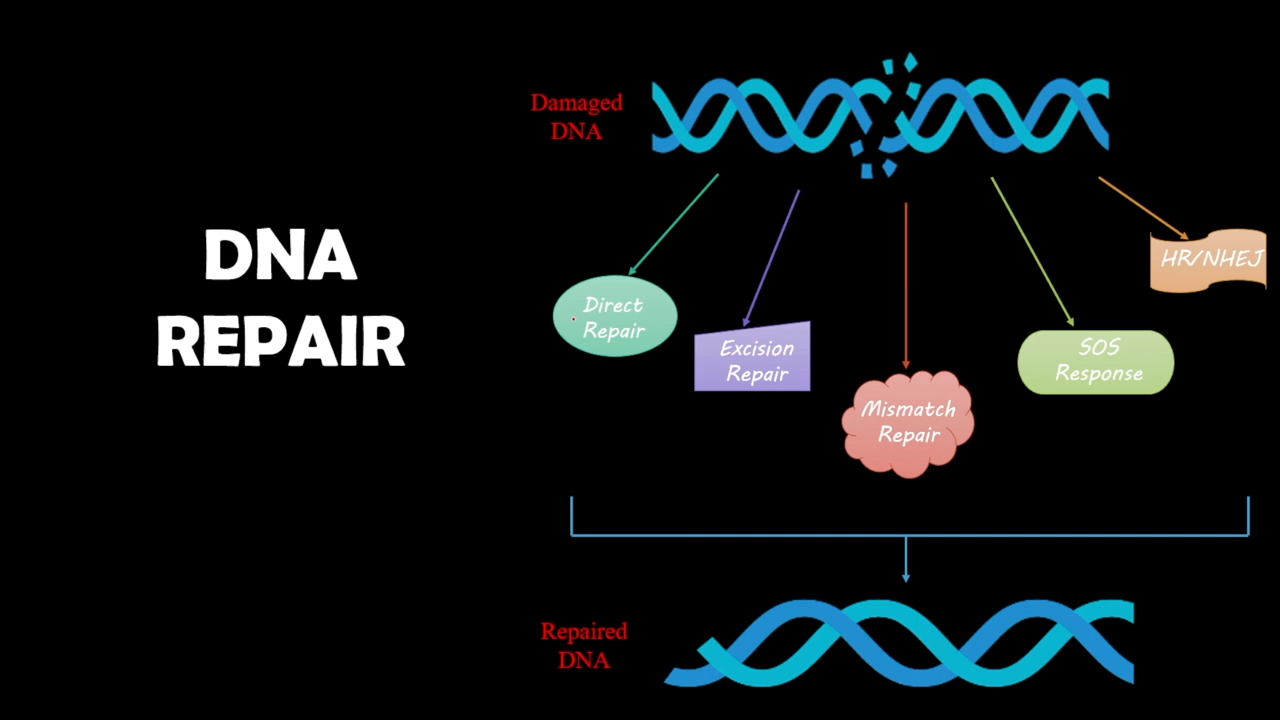 DNA
REPAIR
Damaged
DNA
Direct
Repair
Excision
Repair
Mismatch
Repair
SOS
Response
HR/NHEJ
Repaired
DNA